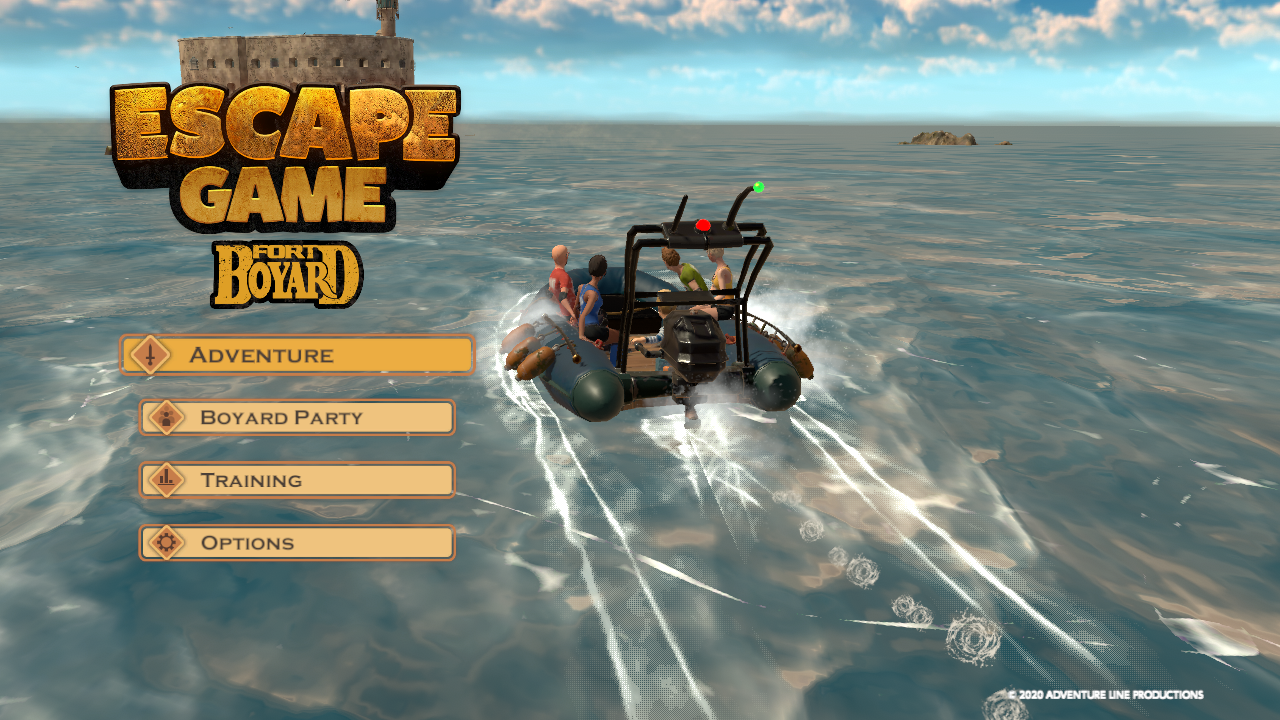 ESCAPE
GAME
FORT
BOYARD
ADVENTURE
BOYARD PARTY
TRAINING
OPTIONS
© 2020 ADVENTURE LINE PRODUCTIONS